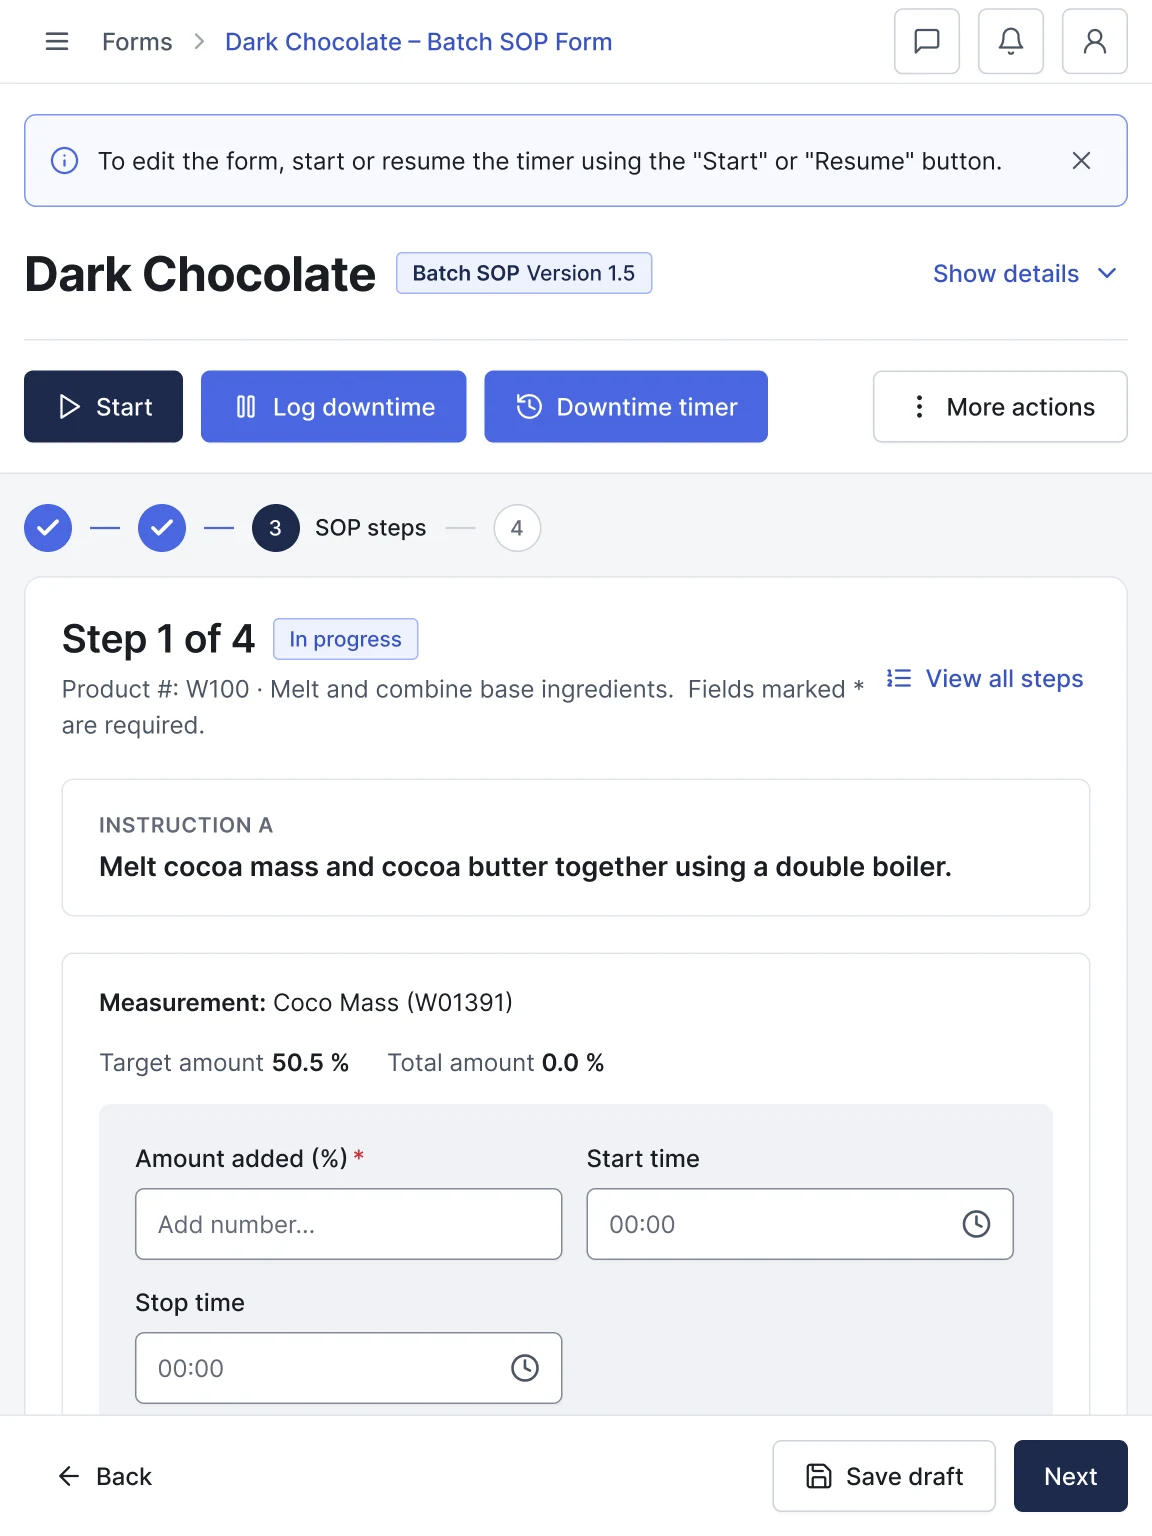 Forms > Dark Chocolate – Batch SOP Form
To edit the form, start or resume the timer using the "Start" or "Resume" button.
Dark Chocolate
Batch SOP Version 1.5
Show details
Start
Log downtime
Downtime timer
More actions
3 SOP steps
4
Step 1 of 4
In progress
Product #: W100 · Melt and combine base ingredients. Fields marked *
are required.
View all steps
INSTRUCTION A
Melt cocoa mass and cocoa butter together using a double boiler.
Measurement: Coco Mass (W01391)
Target amount 50.5 % Total amount 0.0 %
Amount added (%) *
Add number...
Start time
00:00
Stop time
00:00
Back
Save draft
Next